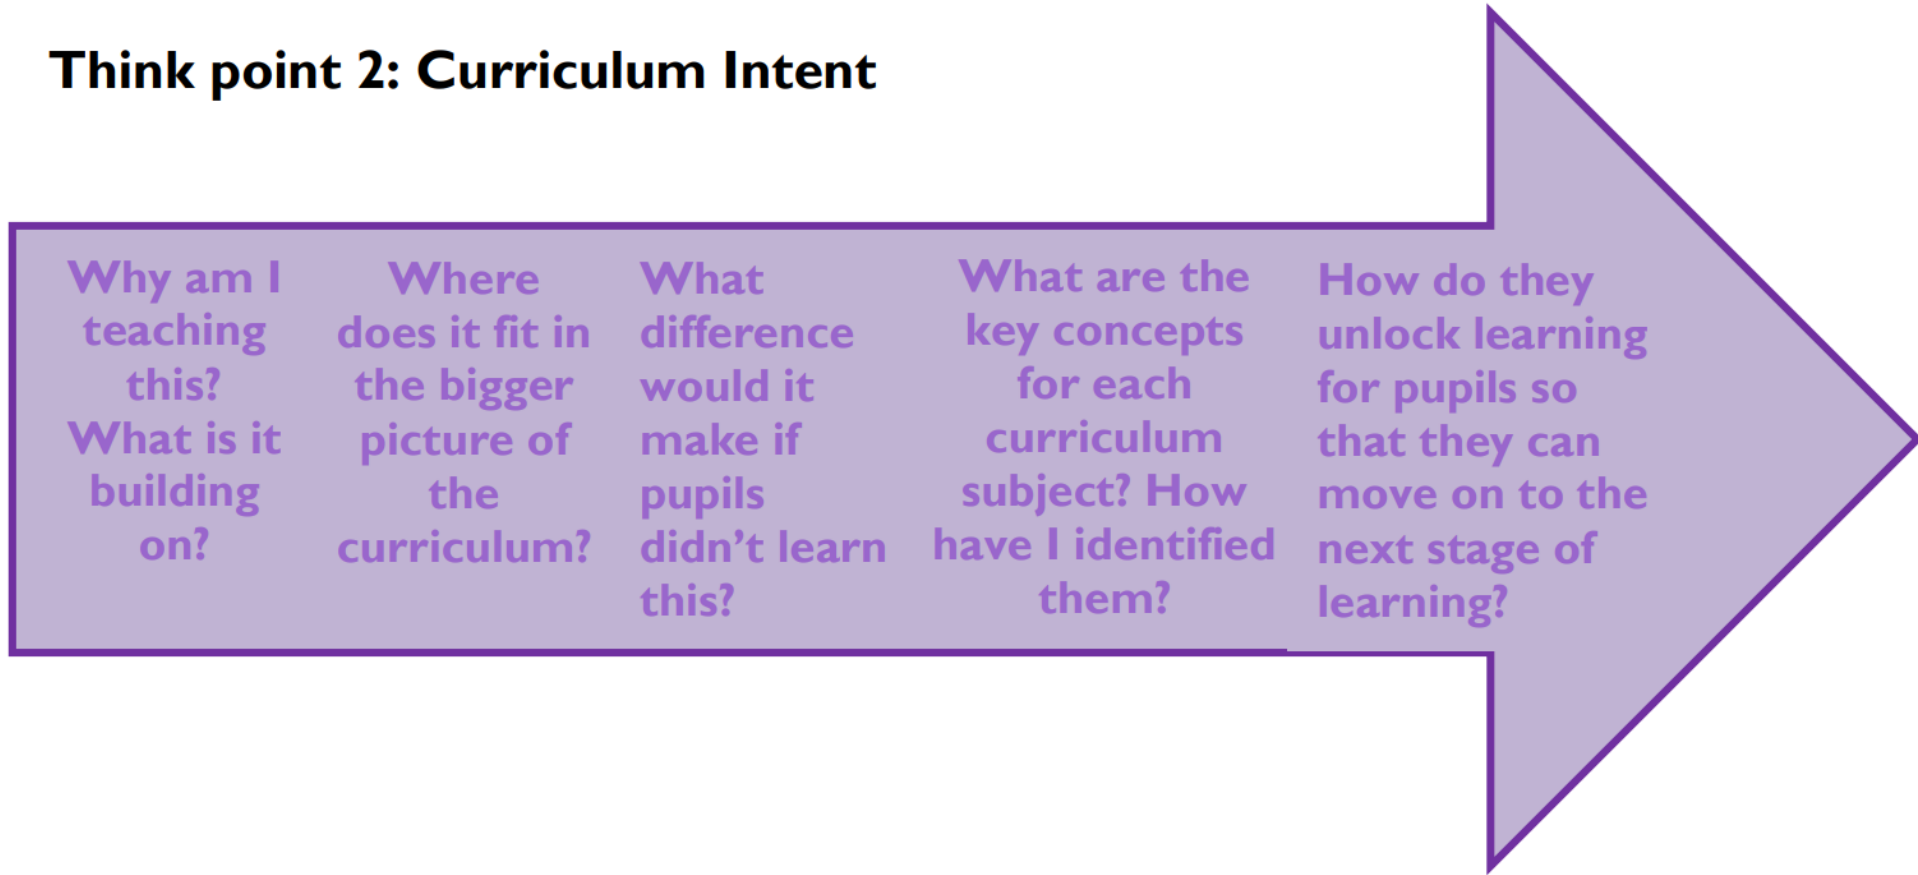 Think point 2: Curriculum Intent
Why am I
teaching
this?
What is it
building
on?
Where
does it fit in
the bigger
picture of
the
curriculum?
What
difference
would it
make if
pupils
didn’t learn
this?
What are the
key concepts
for each
curriculum
subject? How
have I identified
them?
How do they
unlock learning
for pupils so
that they can
move on to the
next stage of
learning?